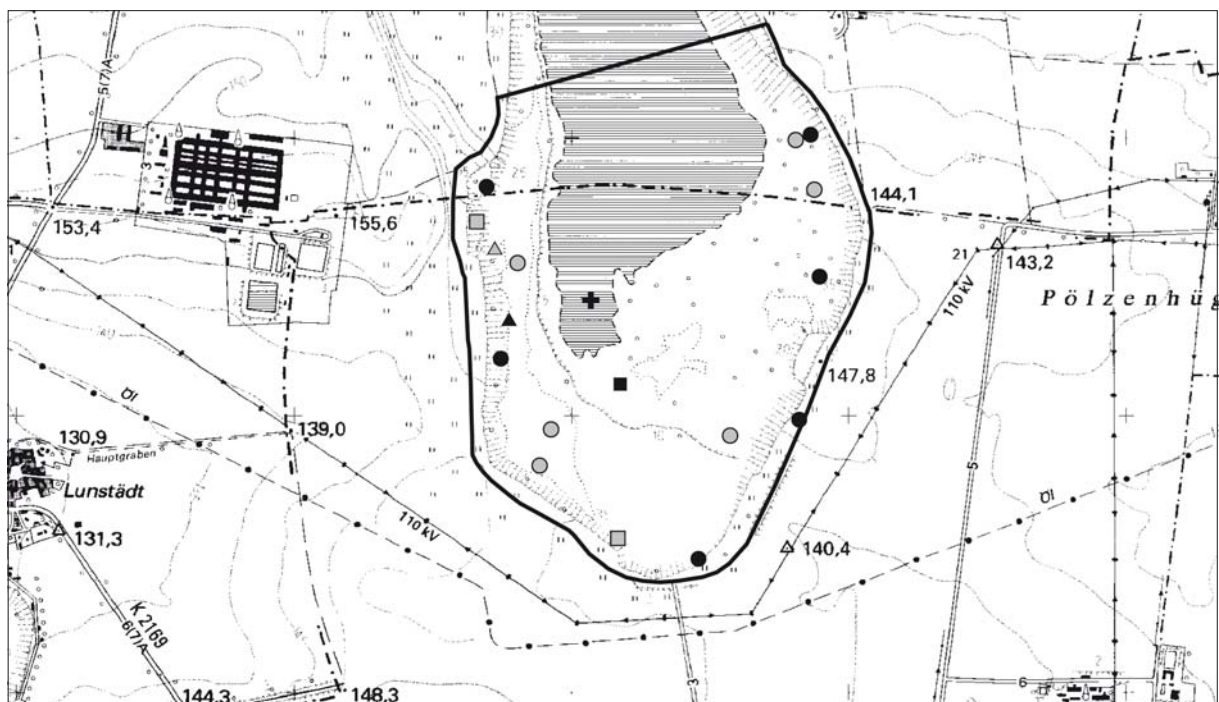 5(7)A
3
153,4
155,6
144,1
21
143,2
Pölzenhüg
110 kV
147,8
Öl
130,9
139,0
Hauptgraben
Lunstädt
131,3
110 kV
5
Öl
140,4
K 2169
6(7)A
144,3
148,3
3
6